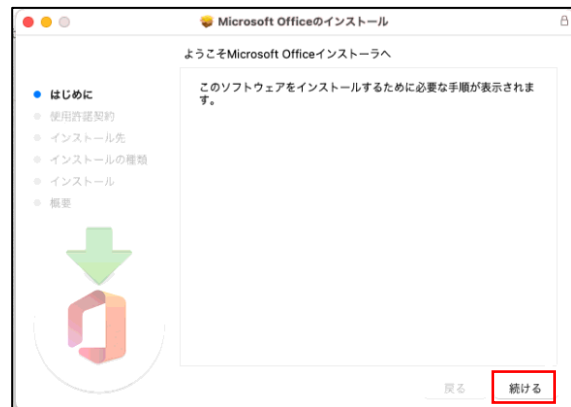 Microsoft Officeのインストール
ようこそMicrosoft Officeインストーラへ
はじめに
使用許諾契約
インストール先
インストールの種類
インストール
概要
このソフトウェアをインストールするために必要な手順が表示されま
す。
戻る
続ける